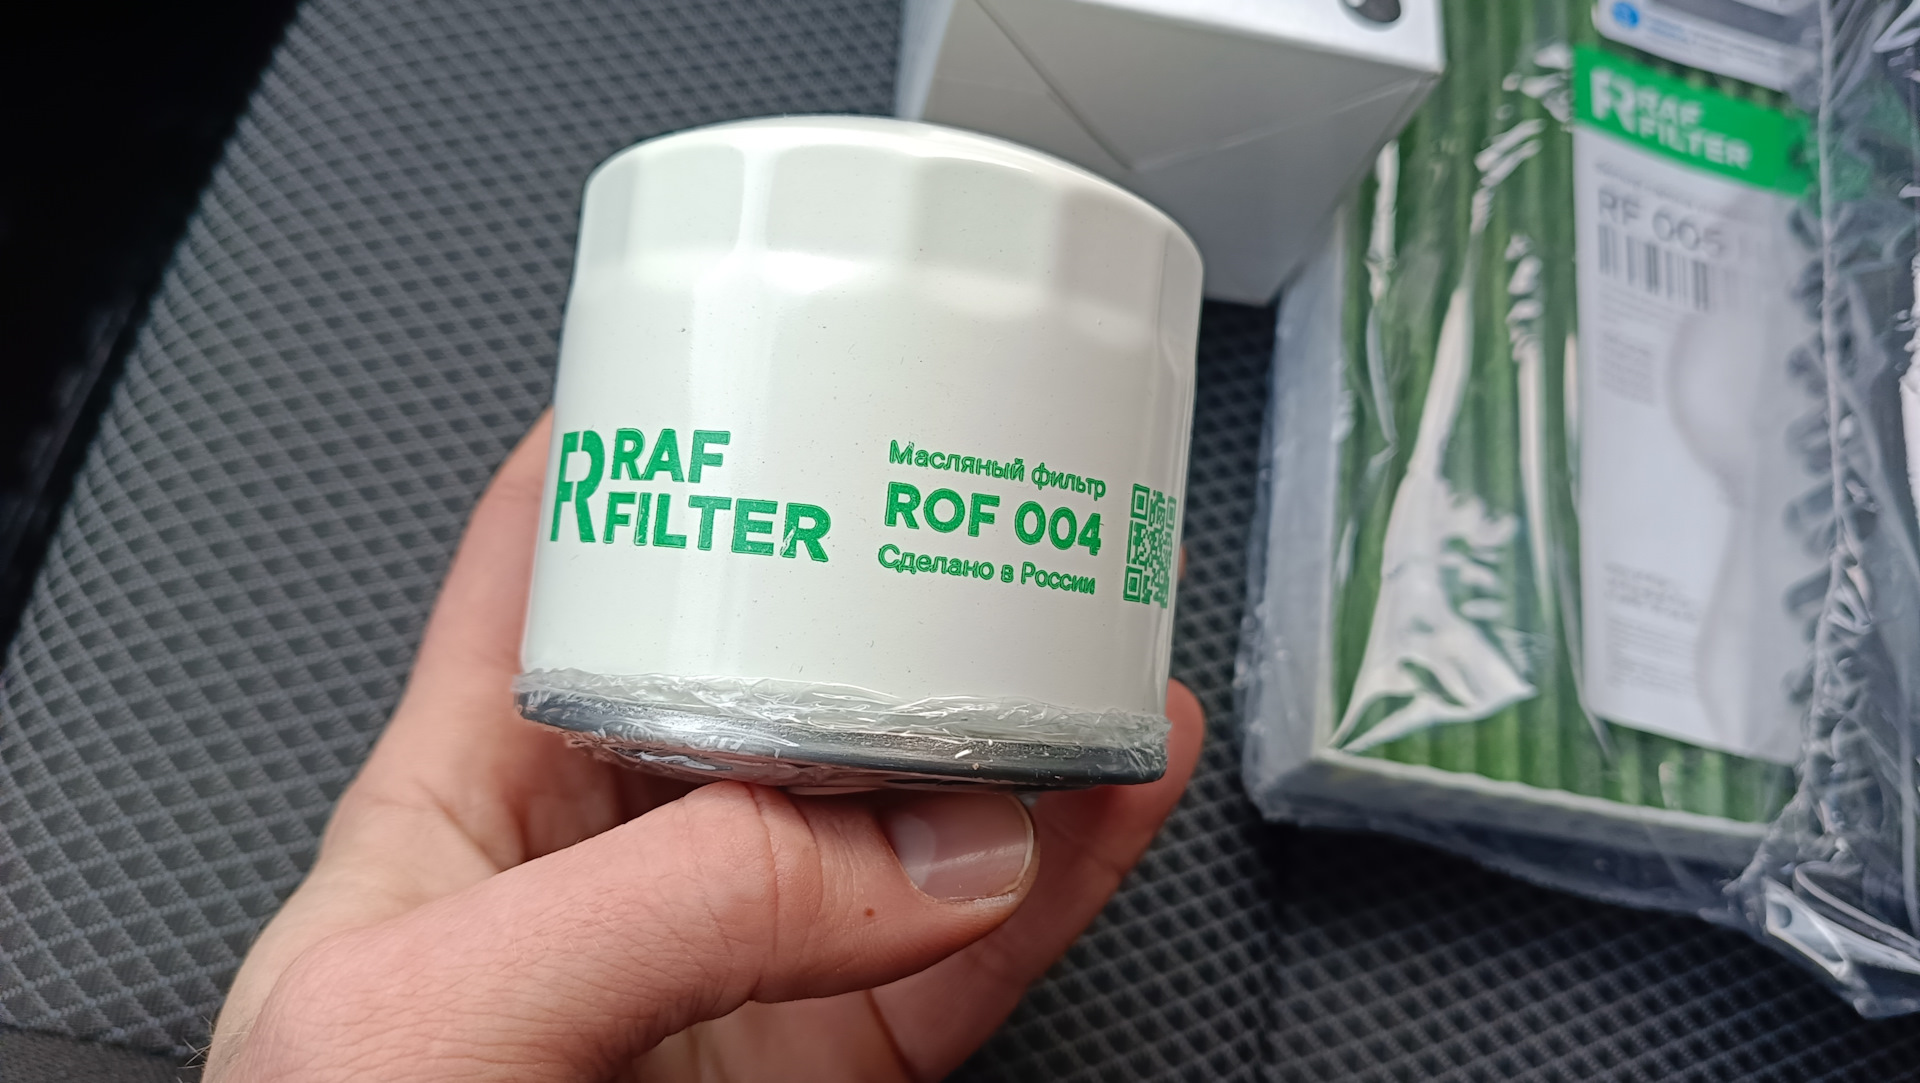 RAF
FILTER
Масляный фильтр
ROF 004
Сделано в России
RAF
FILTER
RF 005